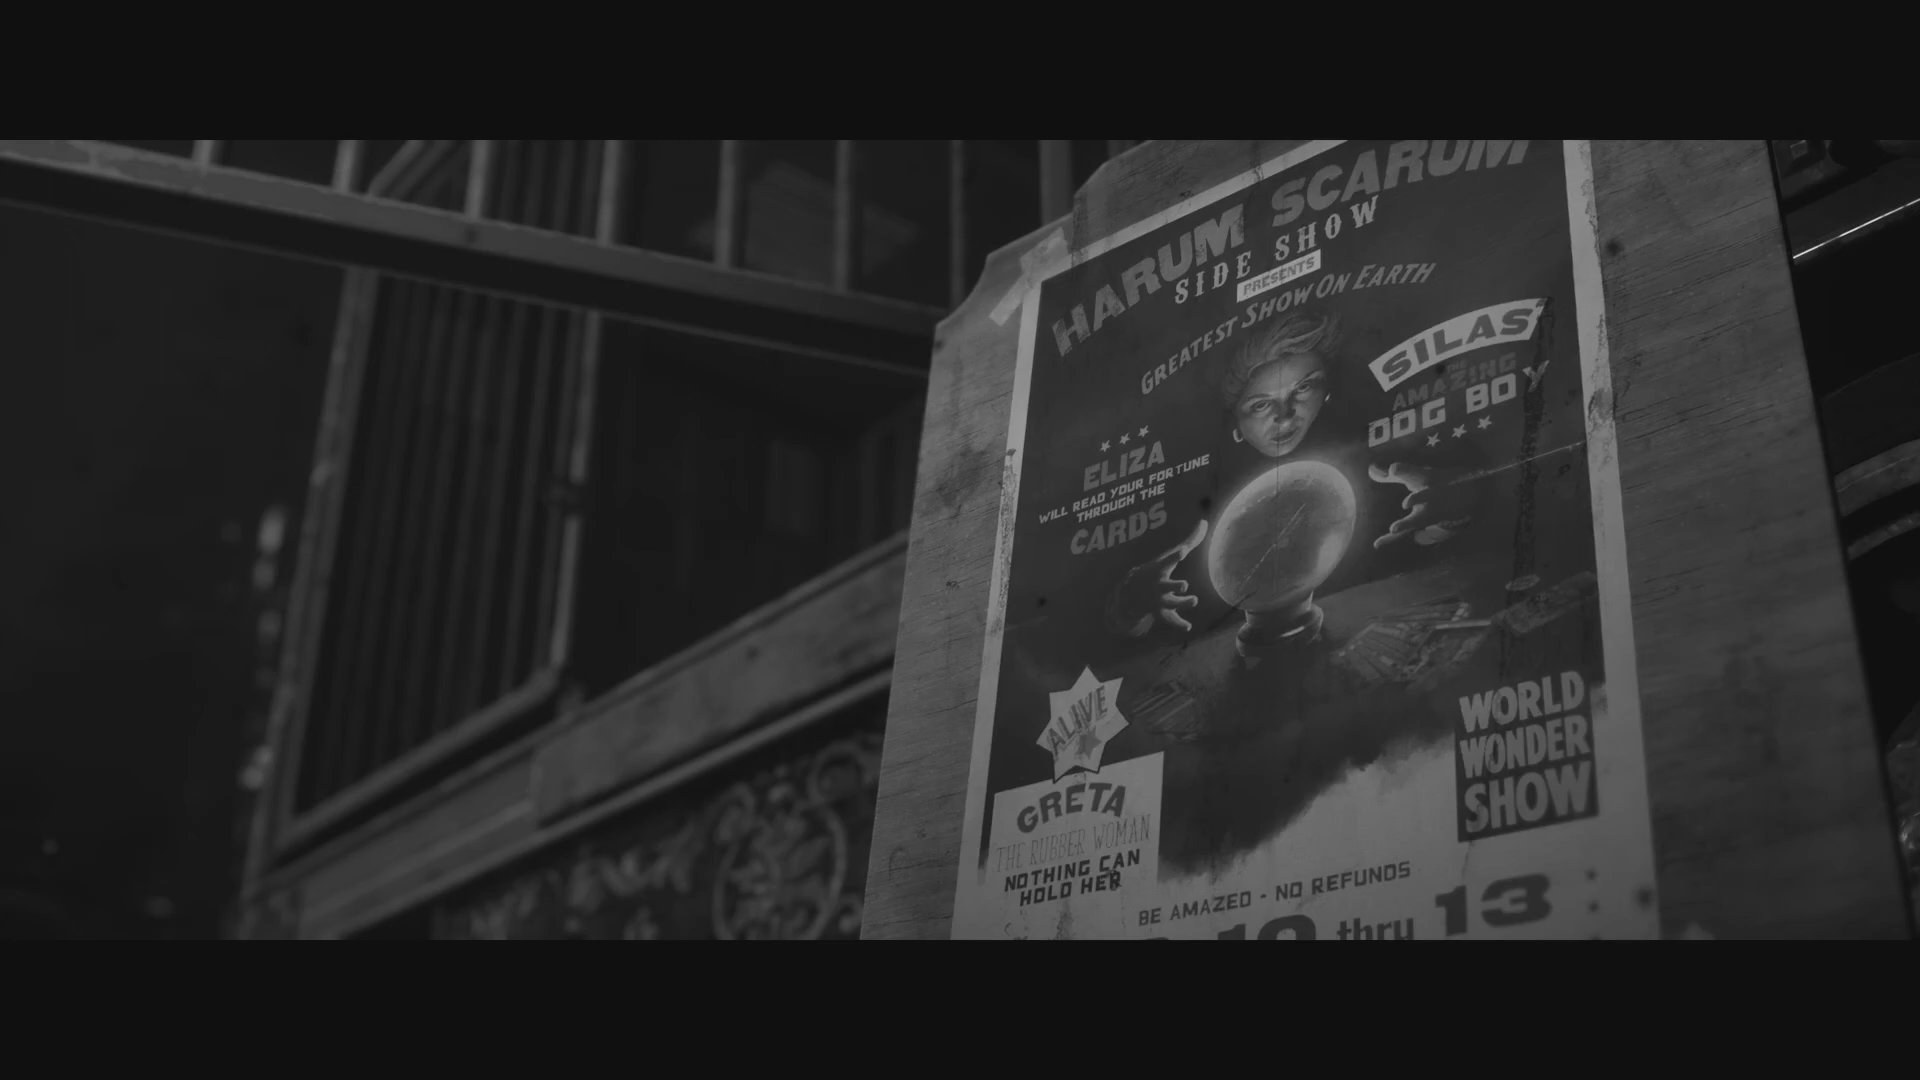 HARUM SCARUM
SIDE SHOW
PRESENTS
GREATEST SHOW ON EARTH
SILAS
THE
AMAZING
DOG BOY
ELIZA
WILL READ YOUR FORTUNE
THROUGH THE
CARDS
ALIVE
GRETA
THE RUBBER WOMAN
NOTHING CAN
HOLD HER
WORLD
WONDER
SHOW
BE AMAZED - NO REFUNDS
thru 13